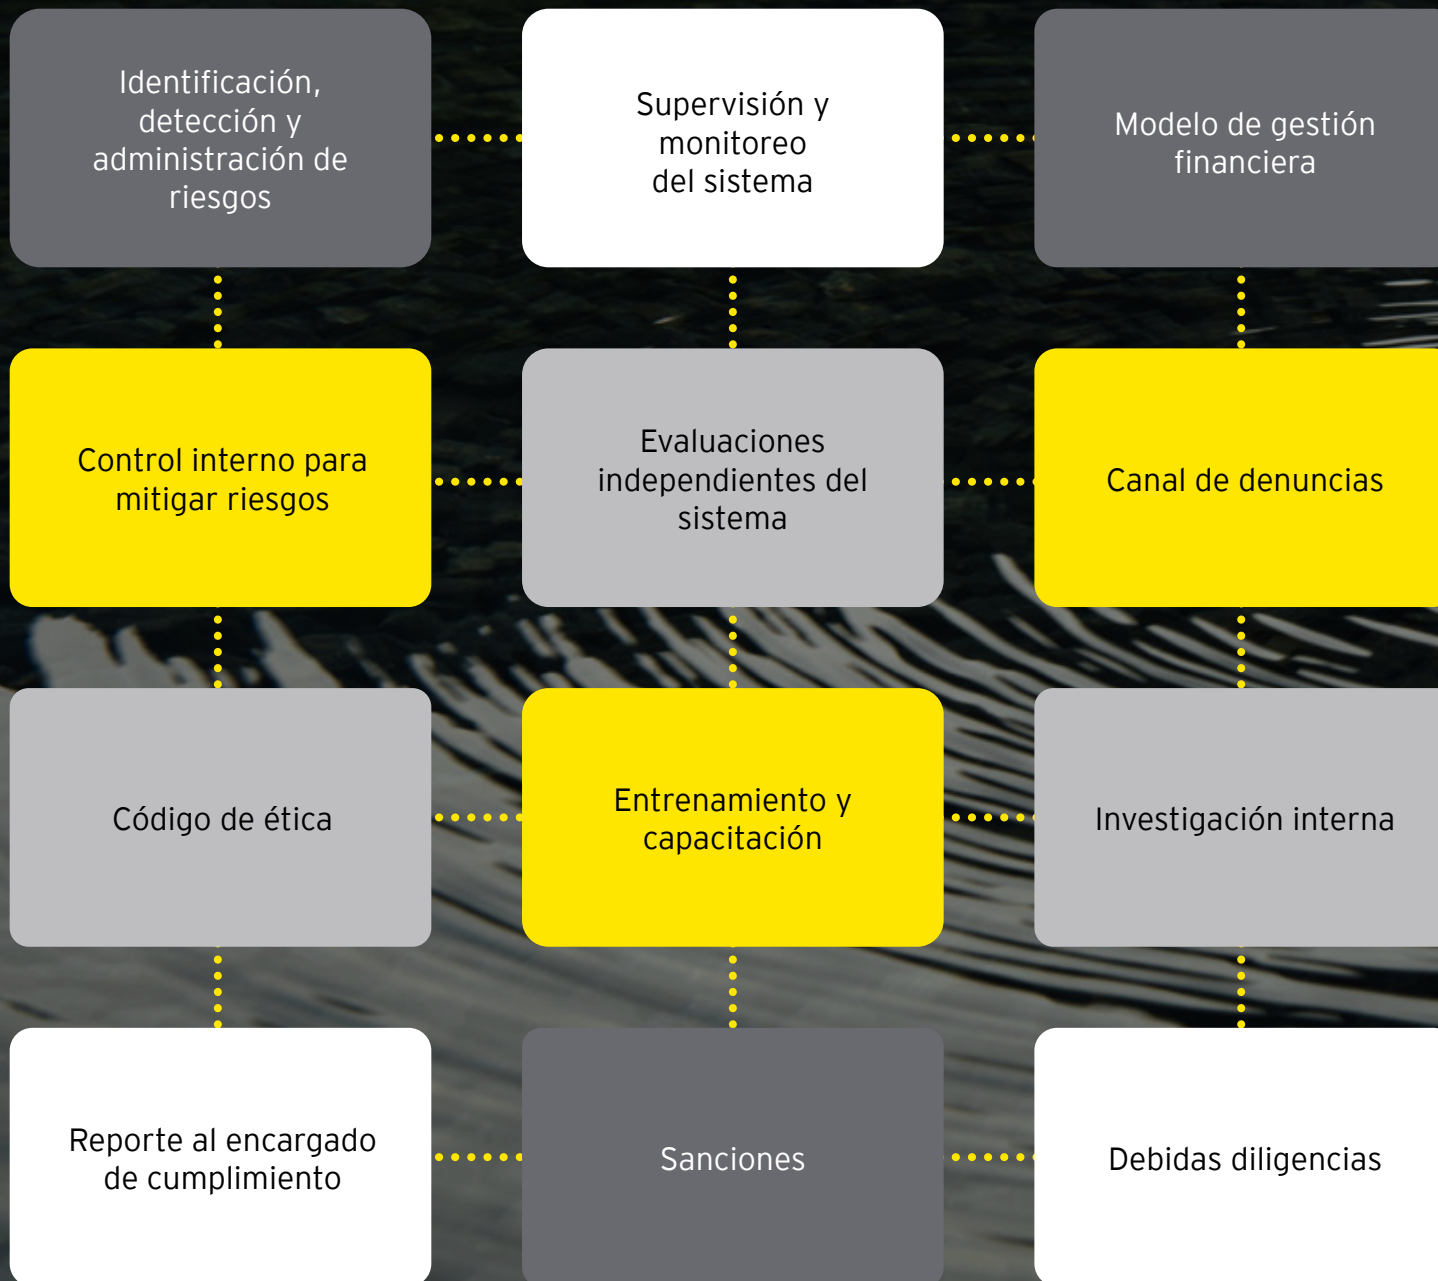 Identificación,
detección y
administración de
riesgos
Supervisión y
monitoreo
del sistema
Modelo de gestión
financiera
Control interno para
mitigar riesgos
Evaluaciones
independientes del
sistema
Canal de denuncias
Código de ética
Entrenamiento y
capacitación
Investigación interna
Reporte al encargado
de cumplimiento
Sanciones
Debidas diligencias